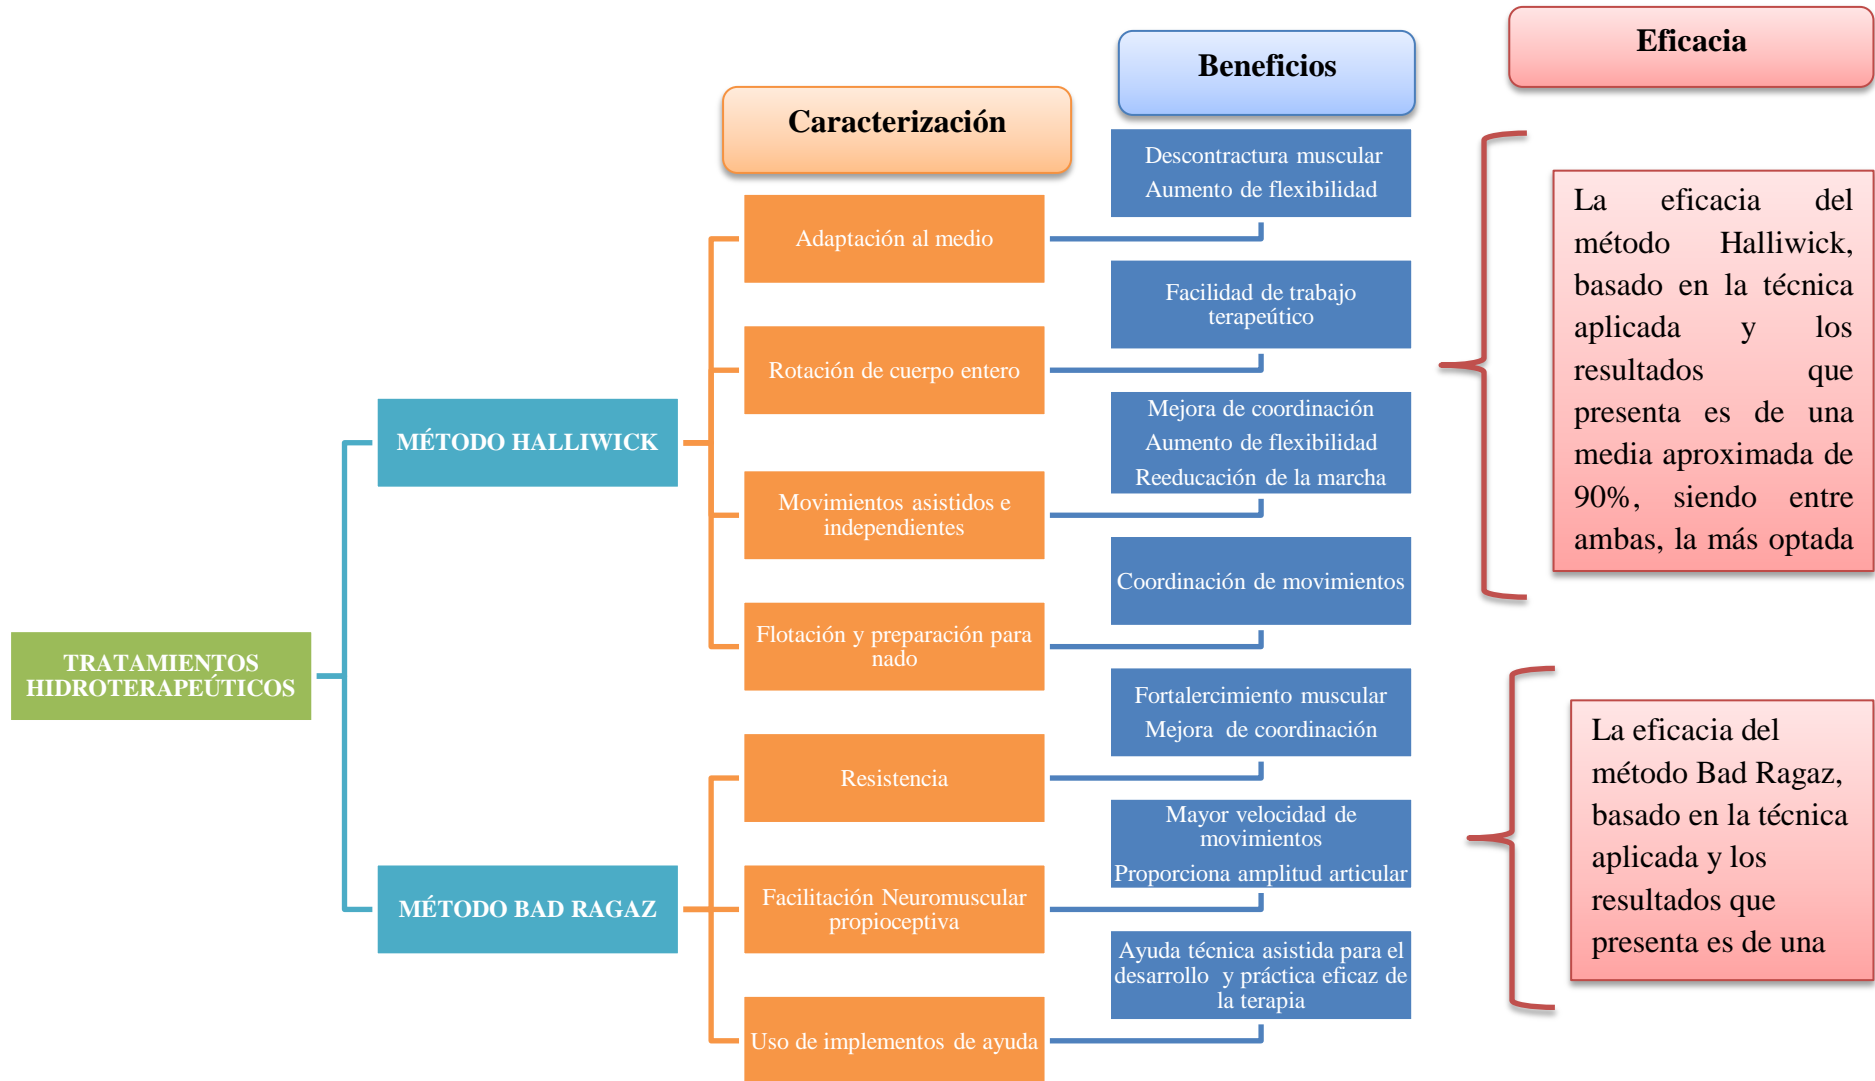 Eficacia
Beneficios
Caracterización
Descontractura muscular
Aumento de flexibilidad
Adaptación al medio
Facilidad de trabajo
terapeútico
Rotación de cuerpo entero
Mejora de coordinación
Aumento de flexibilidad
Reeducación de la marcha
MÉTODO HALLIWICK
Movimientos asistidos e
independientes
Coordinación de movimientos
Flotación y preparación para
nado
La eficacia del
método Halliwick,
basado en la técnica
aplicada y los
resultados que
presenta es de una
media aproximada de
90%, siendo entre
ambas, la más optada
TRATAMIENTOS
HIDROTERAPEÚTICOS
Fortalercimiento muscular
Mejora de coordinación
Resistencia
Mayor velocidad de
movimientos
Proporciona amplitud articular
MÉTODO BAD RAGAZ
Facilitación Neuromuscular
propioceptiva
Ayuda técnica asistida para el
desarrollo y práctica eficaz de
la terapia
Uso de implementos de ayuda
La eficacia del
método Bad Ragaz,
basado en la técnica
aplicada y los
resultados que
presenta es de una